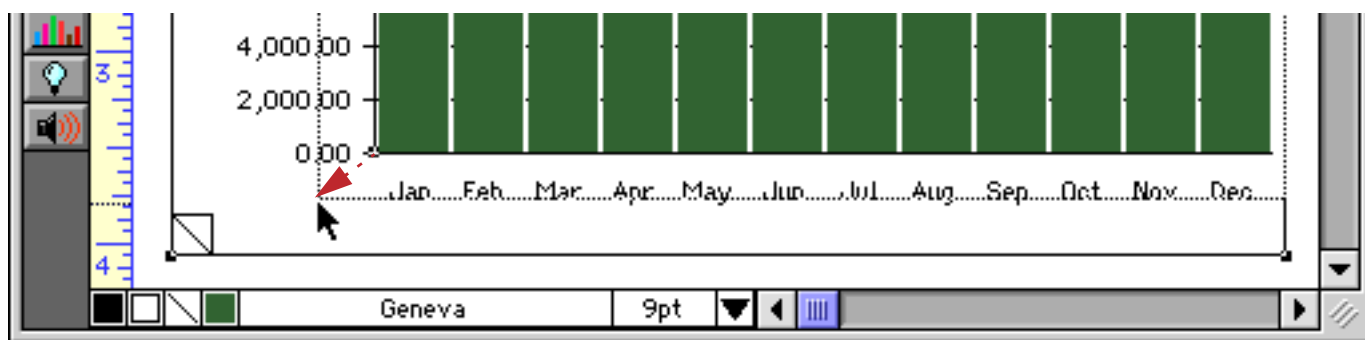 4,000.00
3
2,000.00
0.00
Jan Feb Mar Apr May Jun Jul Aug Sep Oct Nov Dec
4
Geneva 9pt